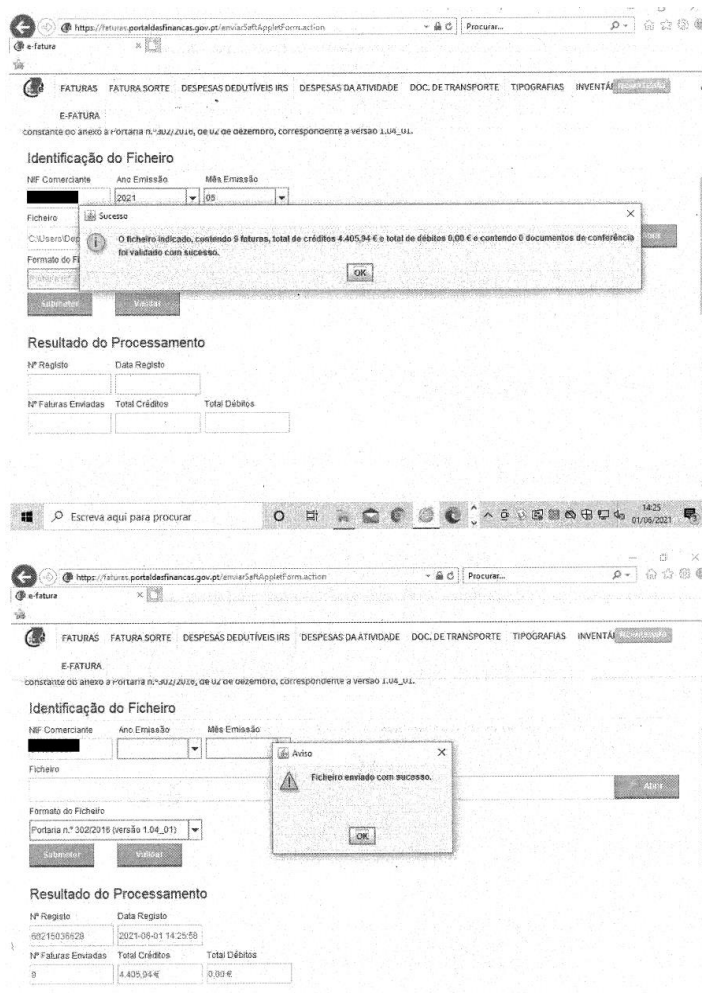 https://faturas.portaldasfinancas.gov.pt/enviarSaftAppletForm.action
Procurar...
e-fatura
FATURAS FATURA SORTE DESPESAS DEDUTÍVEIS IRS DESPESAS DA ATIVIDADE DOC. DE TRANSPORTE TIPOGRAFIAS INVENTÁ
E-FATURA
constante do anexo à Portaria n.º302/2016, de 02 de dezembro, correspondente à versão 1.04_01.
Identificação do Ficheiro
NIF Comerciante Ano Emissão Mês Emissão
2021 05
Ficheiro
Sucesso
C:\Users\Dep
O ficheiro indicado, contendo 9 faturas, total de créditos 4.405,94 € e total de débitos 0,00 € e contendo 0 documentos de conferência
foi validado com sucesso.
Abrir
Formato do Fi
OK
Submeter Validar
Resultado do Processamento
Nº Registo Data Registo
Nº Faturas Enviadas Total Créditos Total Débitos
Escreva aqui para procurar
14:25
01/06/2021
https://faturas.portaldasfinancas.gov.pt/enviarSaftAppletForm.action
Procurar...
e-fatura
FATURAS FATURA SORTE DESPESAS DEDUTÍVEIS IRS DESPESAS DA ATIVIDADE DOC. DE TRANSPORTE TIPOGRAFIAS INVENTÁ
E-FATURA
constante do anexo à Portaria n.º302/2016, de 02 de dezembro, correspondente à versão 1.04_01.
Identificação do Ficheiro
NIF Comerciante Ano Emissão Mês Emissão
Aviso
Ficheiro
Ficheiro enviado com sucesso.
Abrir
Formato do Ficheiro
Portaria n.º 302/2016 (versão 1.04_01)
OK
Submeter Validar
Resultado do Processamento
Nº Registo Data Registo
60215036628 2021-06-01 14:25:58
Nº Faturas Enviadas Total Créditos Total Débitos
9 4.405,94 € 0,00 €